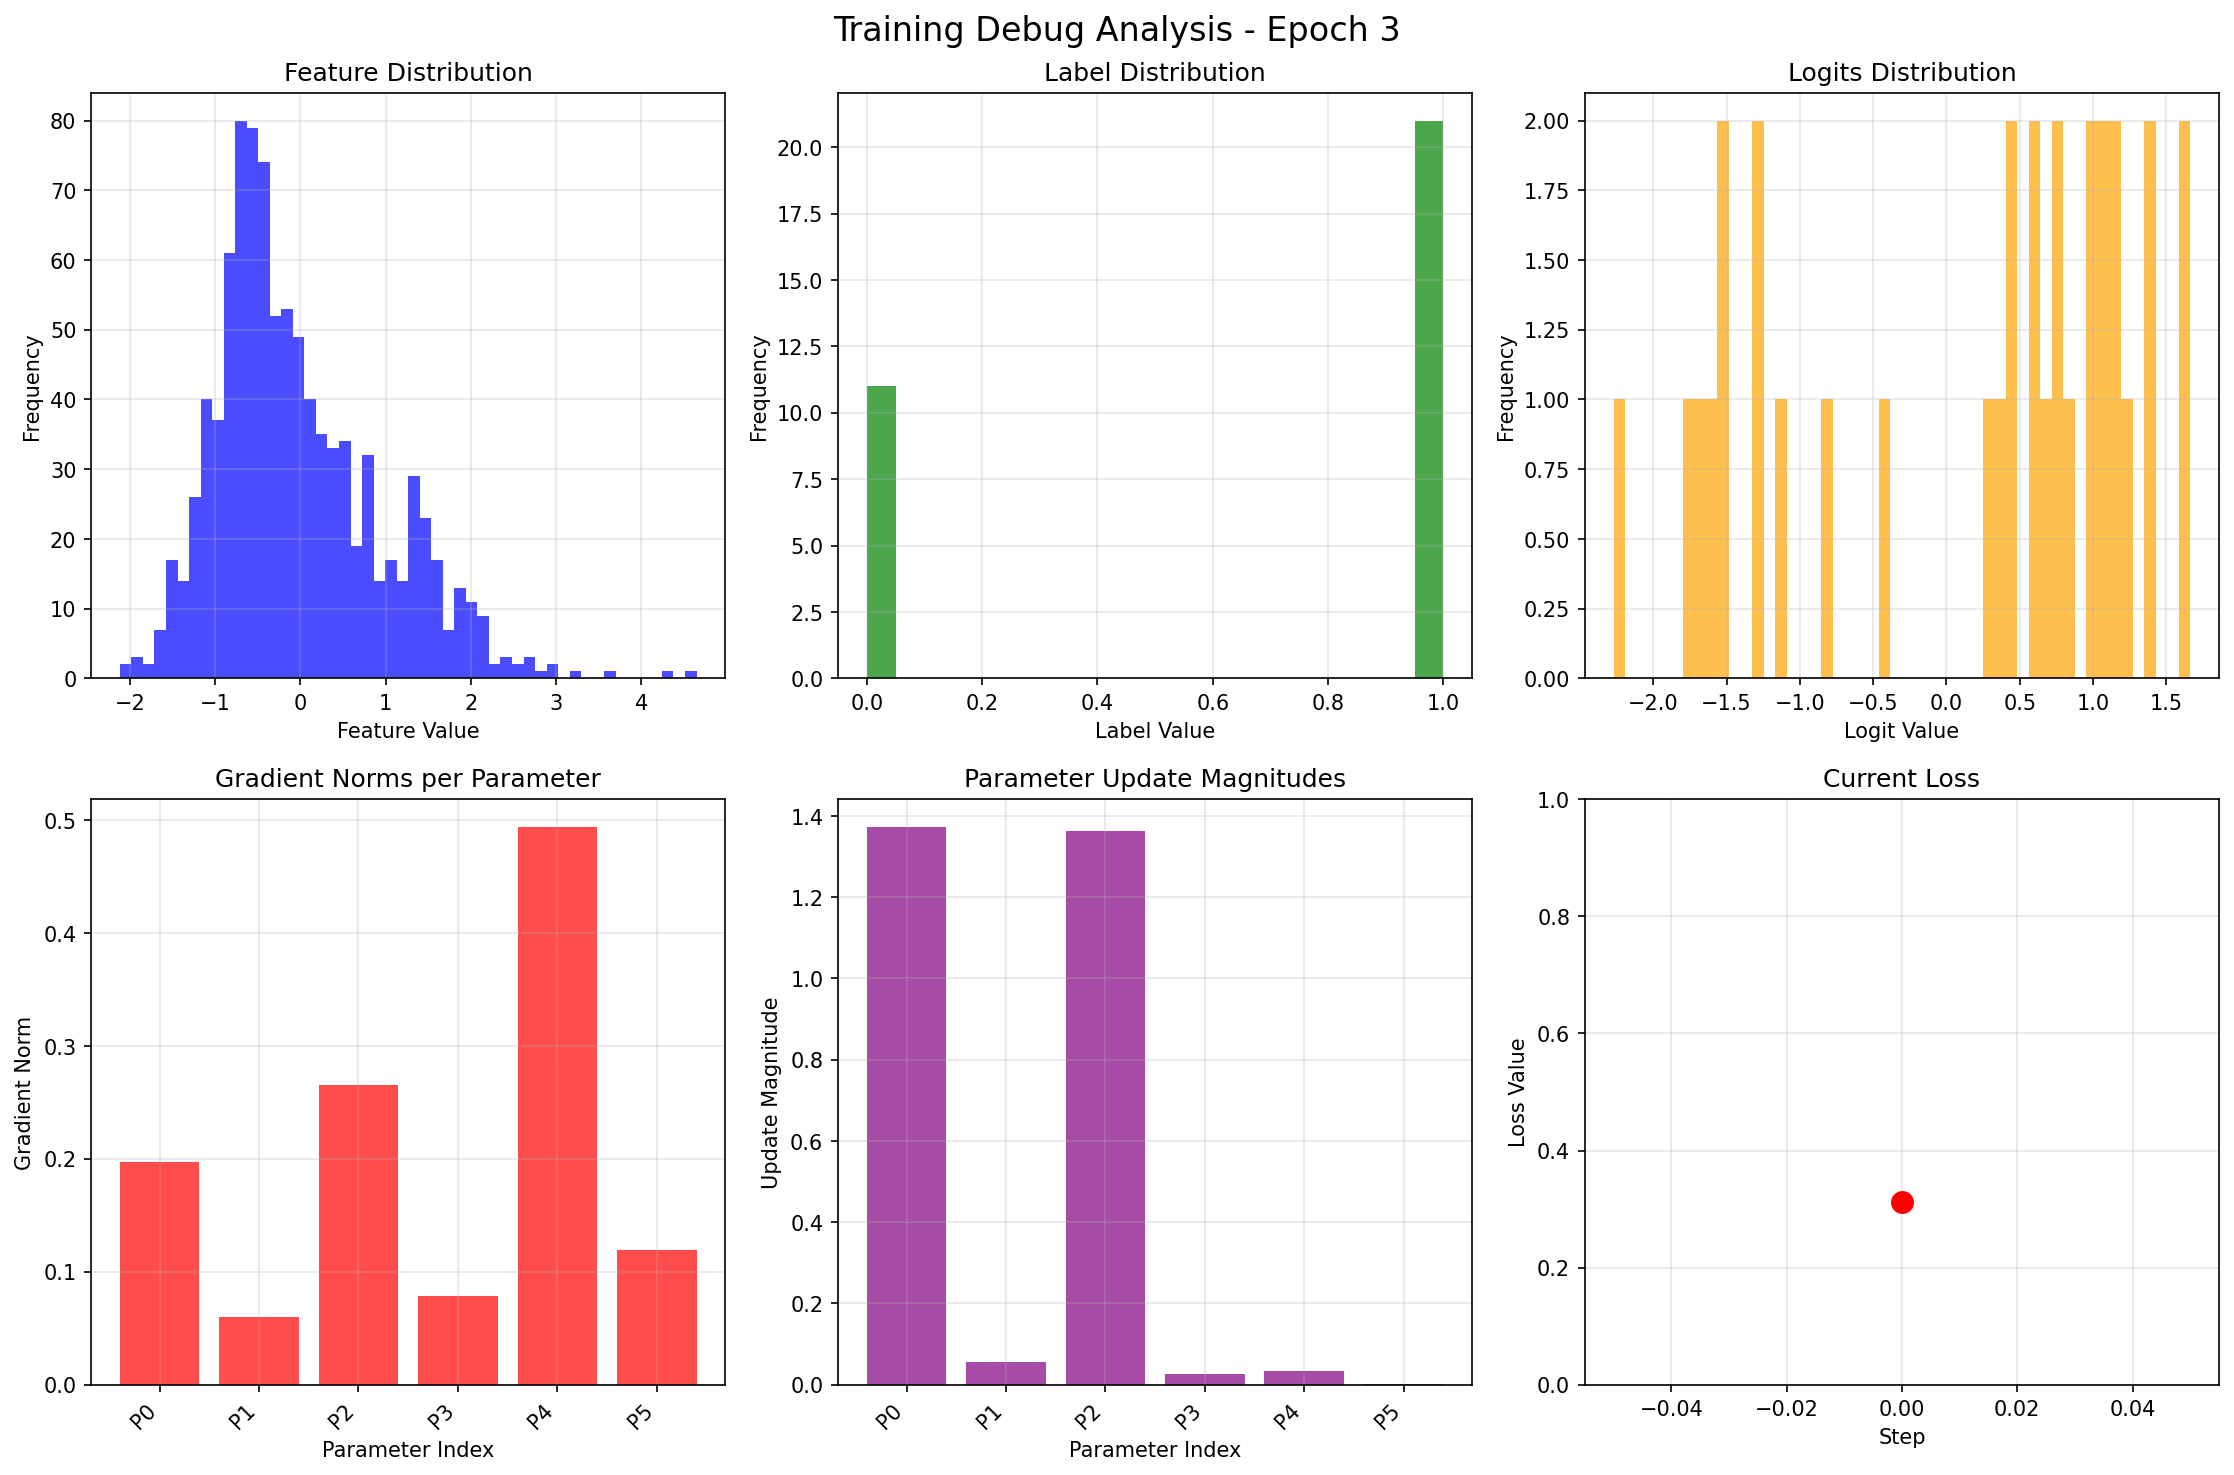 Training Debug Analysis - Epoch 3
Feature Distribution
Frequency
80
70
60
50
40
30
20
10
0
−2 −1 0 1 2 3 4
Feature Value
Label Distribution
Frequency
20.0
17.5
15.0
12.5
10.0
7.5
5.0
2.5
0.0
0.0 0.2 0.4 0.6 0.8 1.0
Label Value
Logits Distribution
Frequency
2.00
1.75
1.50
1.25
1.00
0.75
0.50
0.25
0.00
−2.0 −1.5 −1.0 −0.5 0.0 0.5 1.0 1.5
Logit Value
Gradient Norms per Parameter
Gradient Norm
0.5
0.4
0.3
0.2
0.1
0.0
P0 P1 P2 P3 P4 P5
Parameter Index
Parameter Update Magnitudes
Update Magnitude
1.4
1.2
1.0
0.8
0.6
0.4
0.2
0.0
P0 P1 P2 P3 P4 P5
Parameter Index
Current Loss
Loss Value
1.0
0.8
0.6
0.4
0.2
0.0
−0.04 −0.02 0.00 0.02 0.04
Step